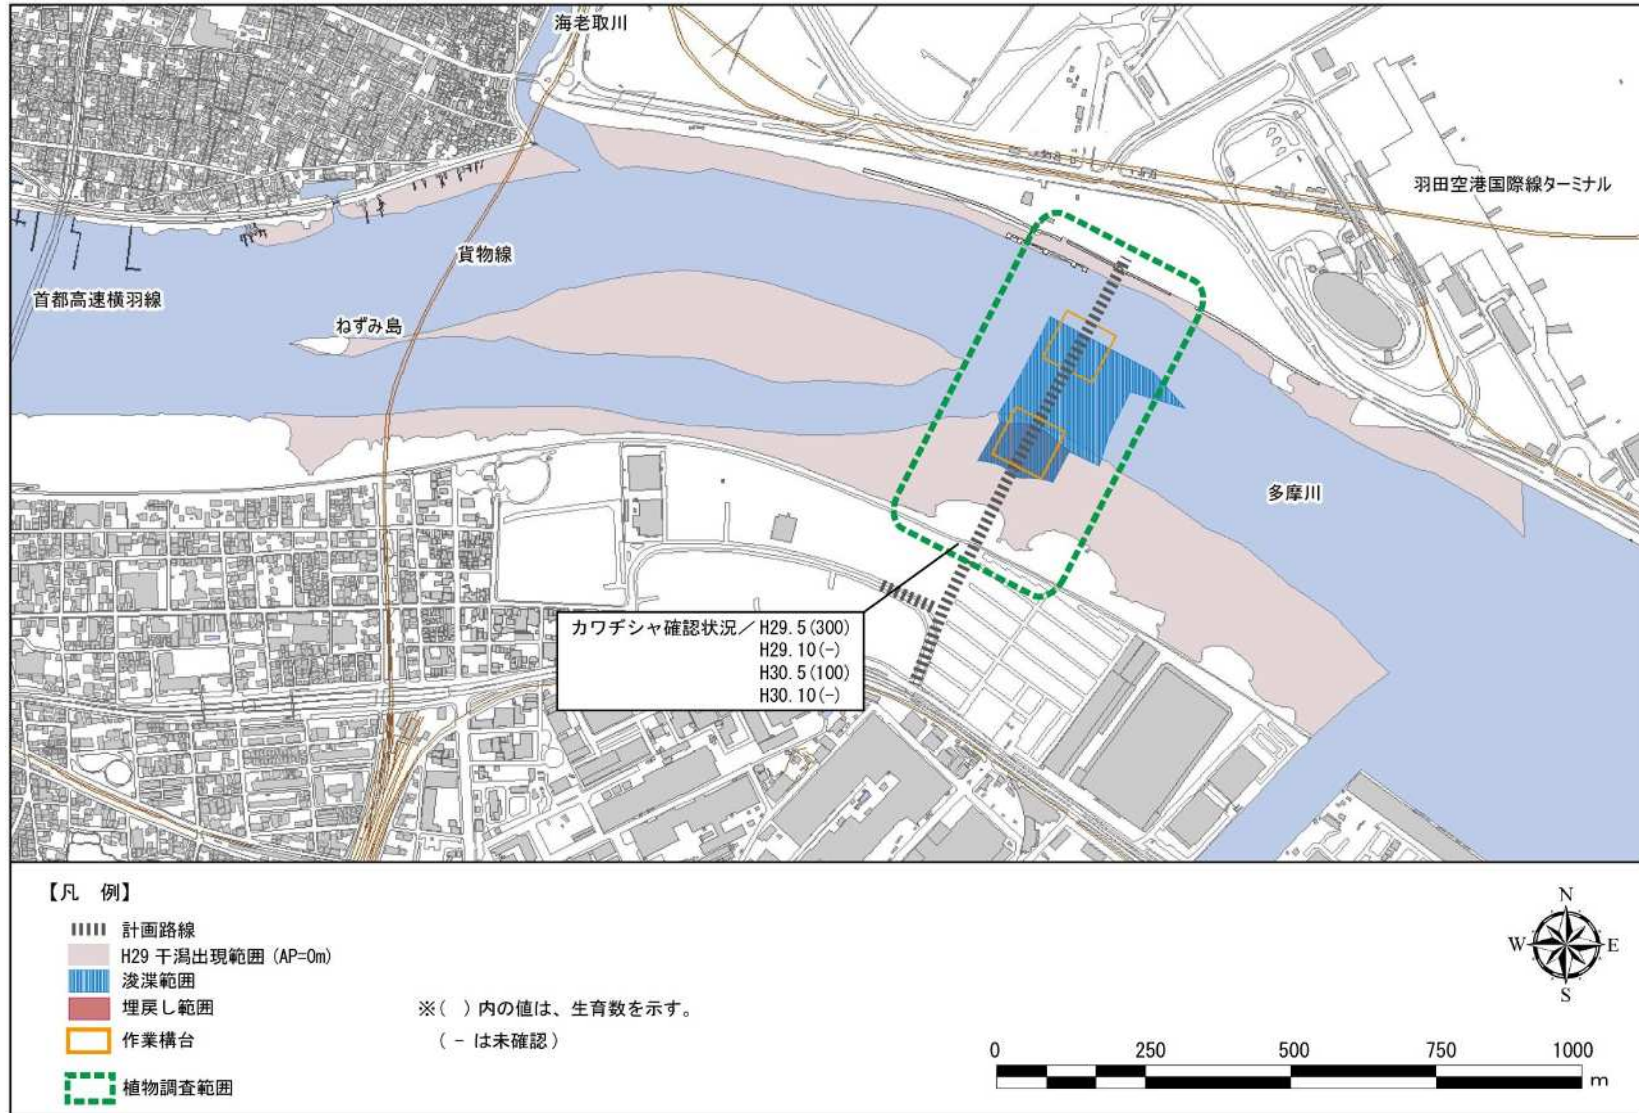 海老取川
羽田空港国際線ターミナル
貨物線
首都高速横羽線
ねずみ島
多摩川
カワヂシャ確認状況／H29.5(300)
H29.10(-)
H30.5(100)
H30.10(-)
【凡　例】
計画路線
H29 干潟出現範囲 (AP=0m)
浚渫範囲
埋戻し範囲
※(　) 内の値は、生育数を示す。
作業構台
( - は未確認)
植物調査範囲
N
W E
S
0 250 500 750 1000
m